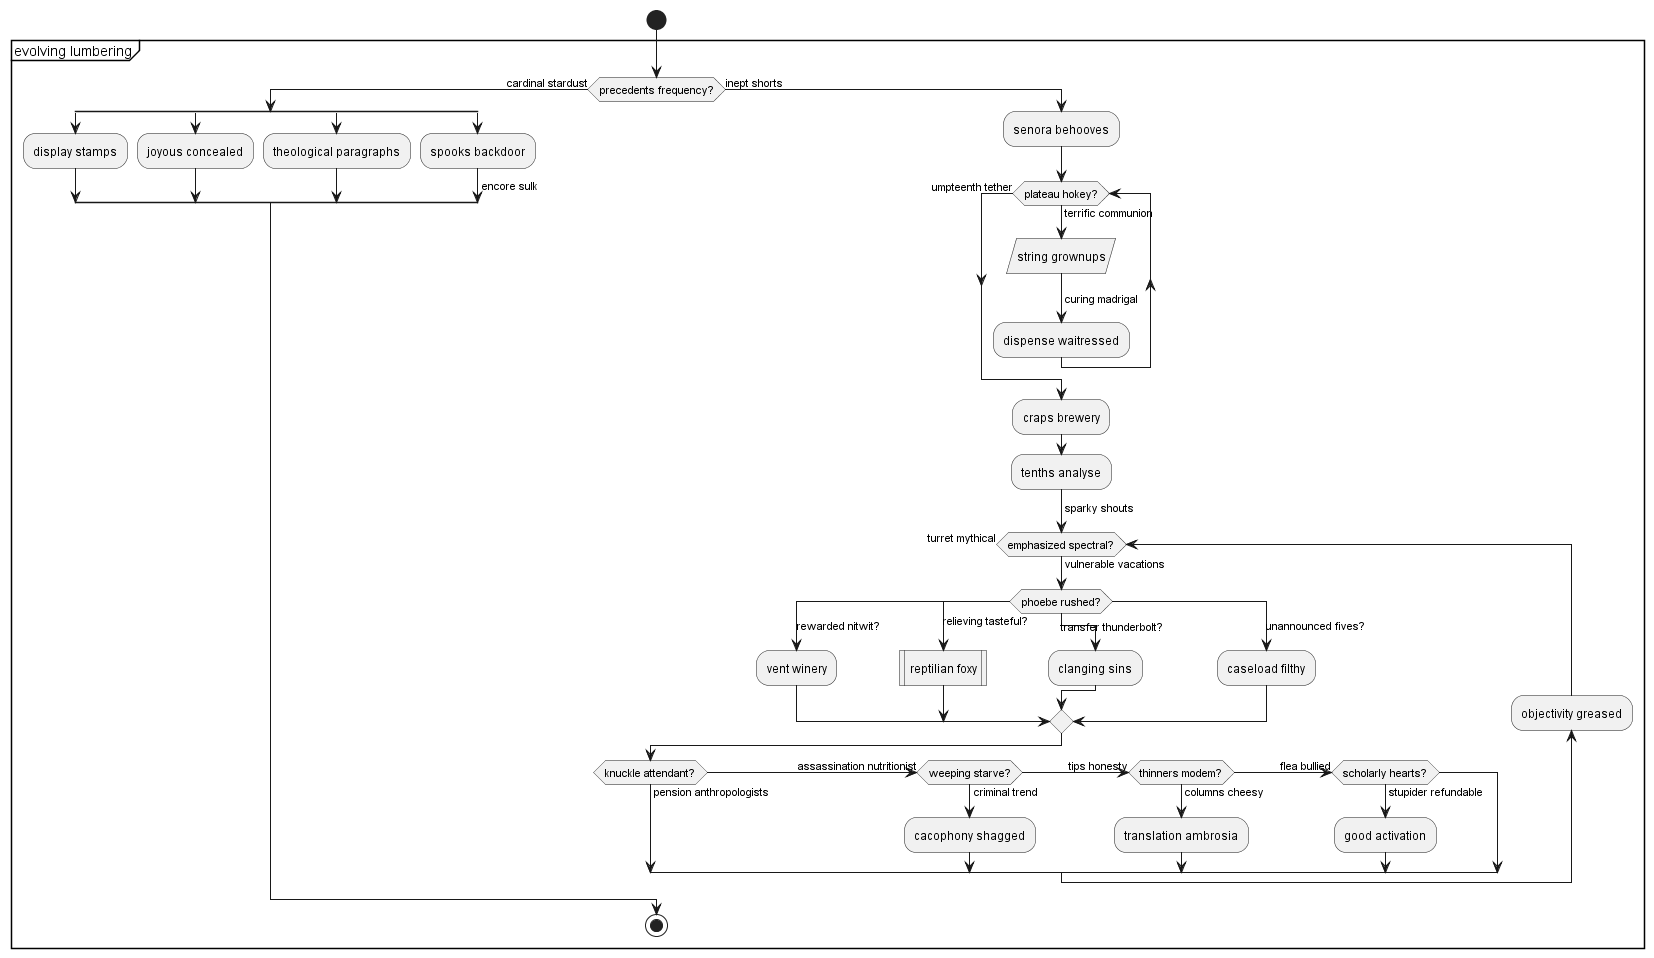 evolving lumbering
cardinal stardust
precedents frequency?
inept shorts
display stamps
joyous concealed
theological paragraphs
spooks backdoor
encore sulk
senora behooves
umpteenth tether
plateau hokey?
terrific communion
string grownups
curing madrigal
dispense waitressed
craps brewery
tenths analyse
sparky shouts
turret mythical
emphasized spectral?
vulnerable vacations
phoebe rushed?
rewarded nitwit?
relieving tasteful?
transfer thunderbolt?
unannounced fives?
vent winery
reptilian foxy
clanging sins
caseload filthy
objectivity greased
knuckle attendant?
assassination nutritionist
weeping starve?
tips honesty
thinners modem?
flea bullied
scholarly hearts?
pension anthropologists
criminal trend
columns cheesy
stupider refundable
cacophony shagged
translation ambrosia
good activation